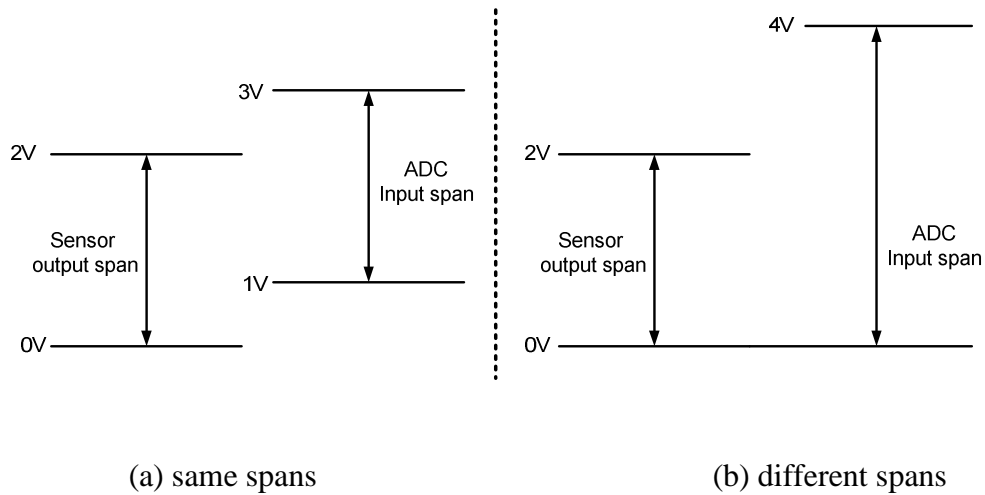 3V
2V
ADC
Input span
Sensor
output span
1V
0V
4V
2V
Sensor
output span
ADC
Input span
0V
(a) same spans
(b) different spans